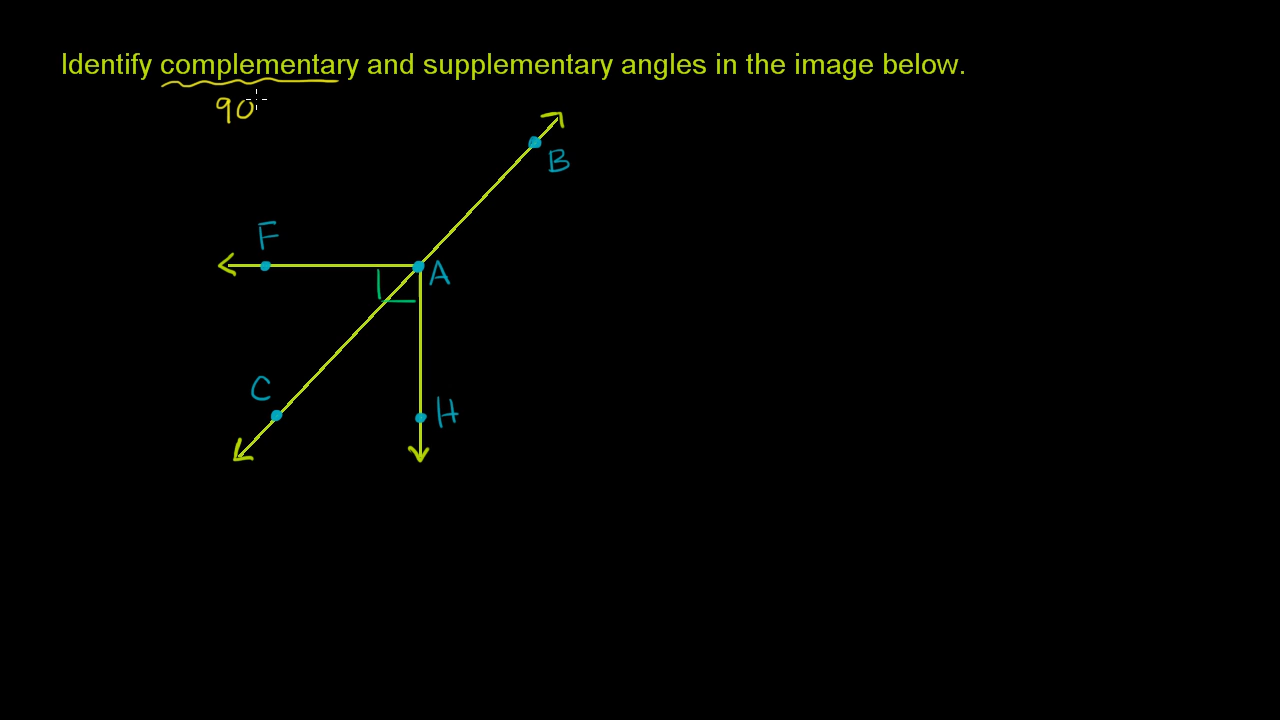 Identify complementary and supplementary angles in the image below.
90
B
F
A
C
H